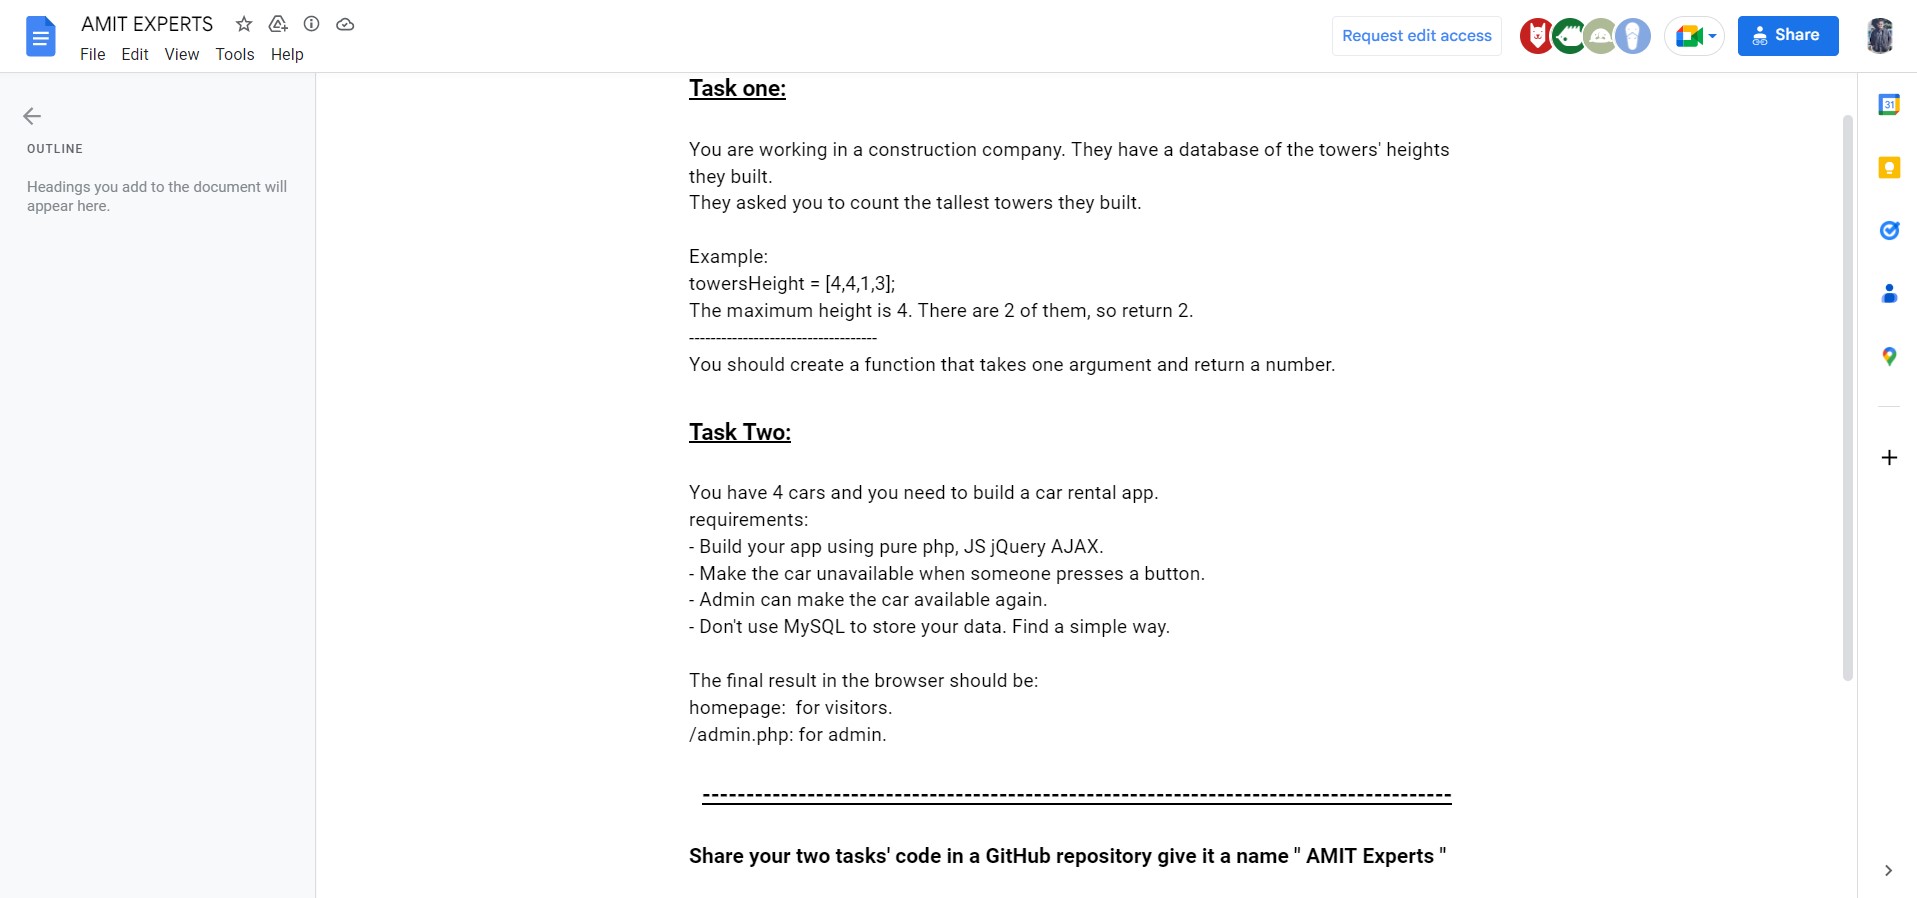 AMIT EXPERTS
File Edit View Tools Help
Request edit access
Share
OUTLINE
Headings you add to the document will
appear here.
Task one:
You are working in a construction company. They have a database of the towers' heights
they built.
They asked you to count the tallest towers they built.
Example:
towersHeight = [4,4,1,3];
The maximum height is 4. There are 2 of them, so return 2.
-----------------------------------
You should create a function that takes one argument and return a number.
Task Two:
You have 4 cars and you need to build a car rental app.
requirements:
- Build your app using pure php, JS jQuery AJAX.
- Make the car unavailable when someone presses a button.
- Admin can make the car available again.
- Don't use MySQL to store your data. Find a simple way.
The final result in the browser should be:
homepage:  for visitors.
/admin.php: for admin.
--------------------------------------------------------------------------------------
Share your two tasks' code in a GitHub repository give it a name " AMIT Experts "
31